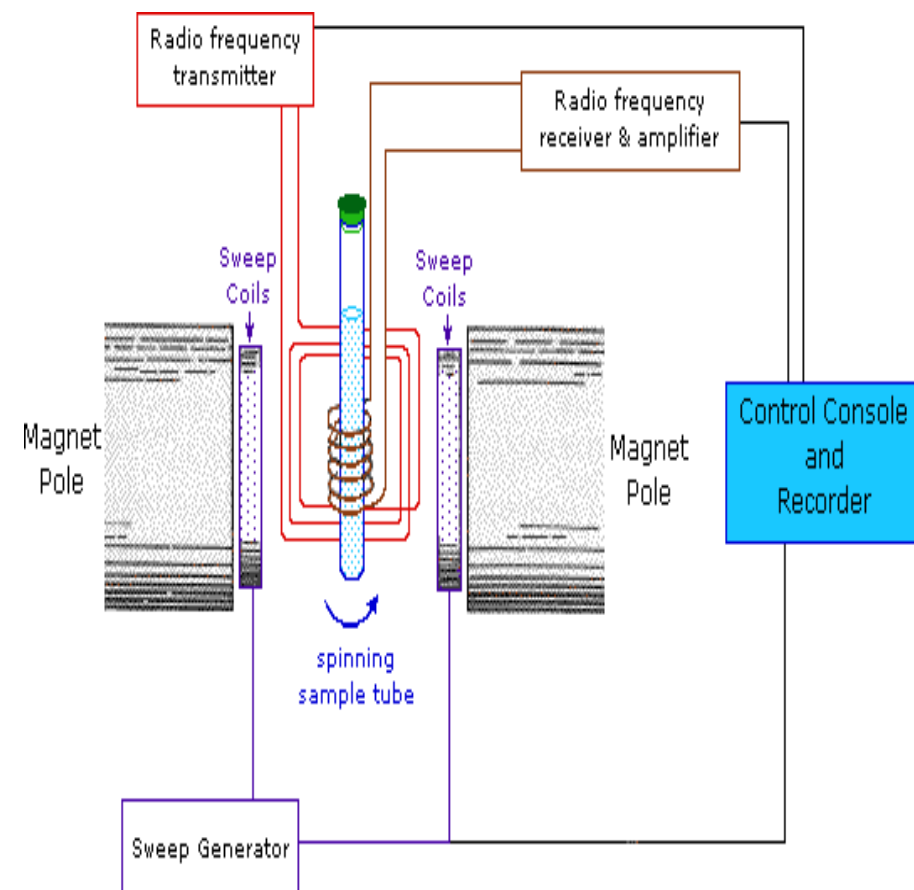 Radio frequency
transmitter
Radio frequency
receiver & amplifier
Sweep
Coils
Sweep
Coils
Magnet
Pole
Magnet
Pole
Control Console
and
Recorder
spinning
sample tube
Sweep Generator